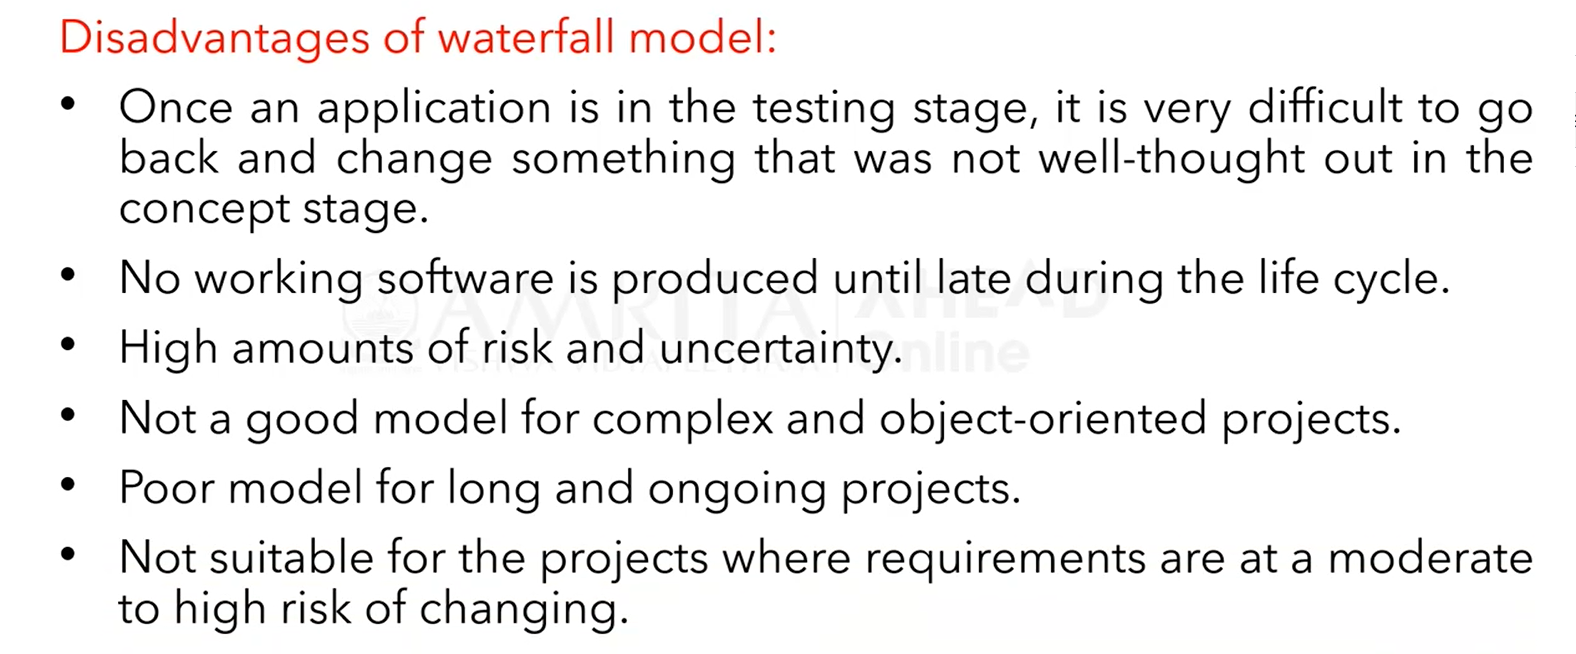 Disadvantages of waterfall model:
• Once an application is in the testing stage, it is very difficult to go
back and change something that was not well-thought out in the
concept stage.
• No working software is produced until late during the life cycle.
• High amounts of risk and uncertainty.
• Not a good model for complex and object-oriented projects.
• Poor model for long and ongoing projects.
• Not suitable for the projects where requirements are at a moderate
to high risk of changing.
AMRITA AHEAD
Online